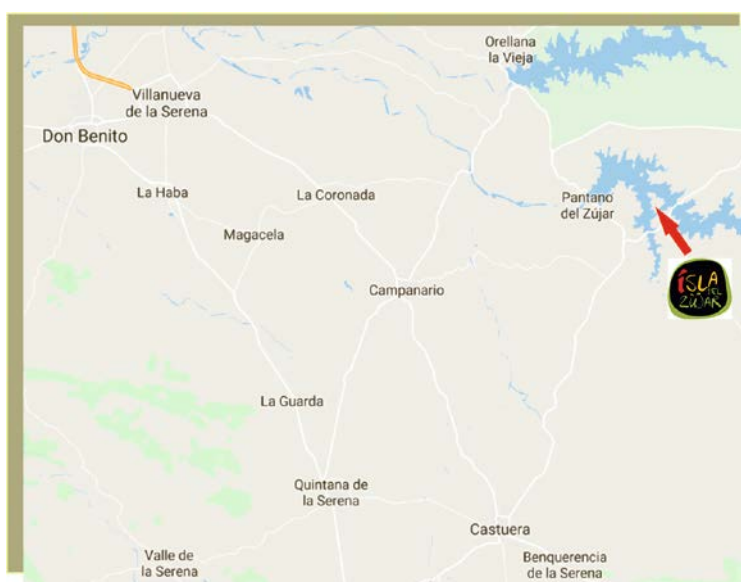 Orellana
la Vieja
Villanueva
de la Serena
Don Benito
La Haba
La Coronada
Pantano
del Zújar
Magacela
ÍSLA
DEL
ZÚJAR
Campanario
La Guarda
Quintana de
la Serena
Castuera
Valle de
la Serena
Benquerencia
de la Serena